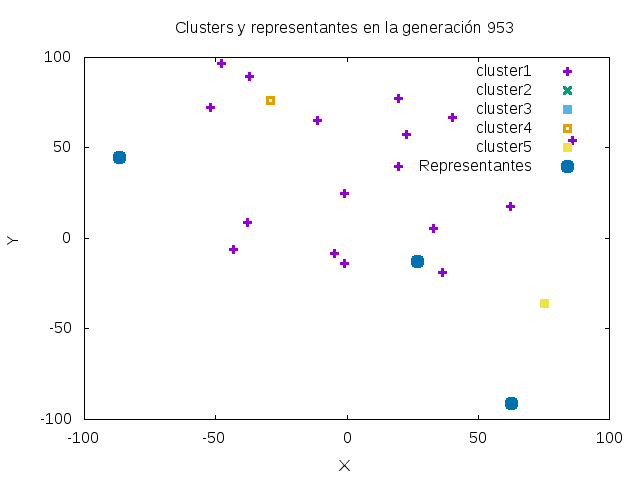 Clusters y representantes en la generación 953
cluster1
cluster2
cluster3
cluster4
cluster5
Representantes
100
50
0
-50
-100
Y
-100
-50
0
50
100
X